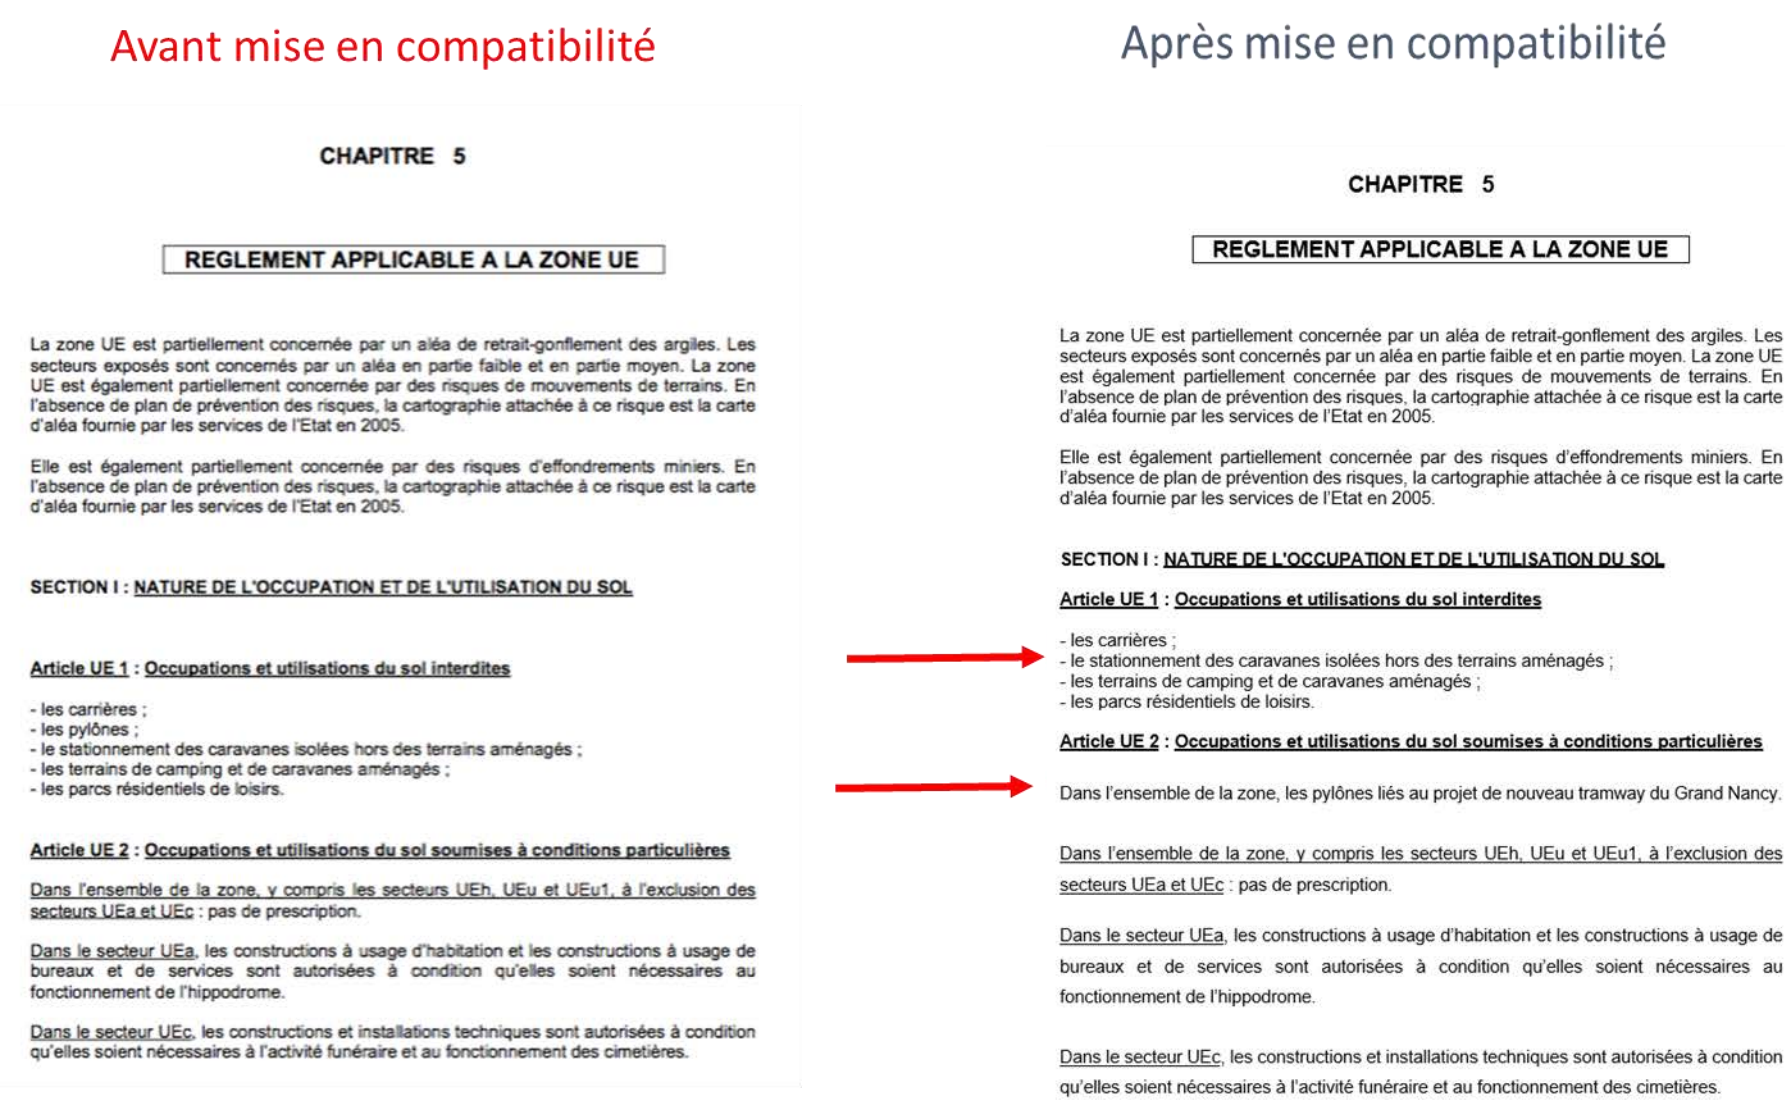 Avant mise en compatibilité
CHAPITRE 5
REGLEMENT APPLICABLE A LA ZONE UE
La zone UE est partiellement concernée par un aléa de retrait-gonflement des argiles. Les
secteurs exposés sont concernés par un aléa en partie faible et en partie moyen. La zone
UE est également partiellement concernée par des risques de mouvements de terrains. En
l'absence de plan de prévention des risques, la cartographie attachée à ce risque est la carte
d'aléa fournie par les services de l'Etat en 2005.
Elle est également partiellement concernée par des risques d'effondrements miniers. En
l'absence de plan de prévention des risques, la cartographie attachée à ce risque est la carte
d'aléa fournie par les services de l'Etat en 2005.
SECTION I : NATURE DE L'OCCUPATION ET DE L'UTILISATION DU SOL
Article UE 1 : Occupations et utilisations du sol interdites
- les carrières ;
- les pylônes ;
- le stationnement des caravanes isolées hors des terrains aménagés ;
- les terrains de camping et de caravanes aménagés ;
- les parcs résidentiels de loisirs.
Article UE 2 : Occupations et utilisations du sol soumises à conditions particulières
Dans l'ensemble de la zone, y compris les secteurs UEh, UEu et UEu1, à l'exclusion des
secteurs UEa et UEc : pas de prescription.
Dans le secteur UEa, les constructions à usage d'habitation et les constructions à usage de
bureaux et de services sont autorisées à condition qu'elles soient nécessaires au
fonctionnement de l'hippodrome.
Dans le secteur UEc, les constructions et installations techniques sont autorisées à condition
qu'elles soient nécessaires à l'activité funéraire et au fonctionnement des cimetières.
Après mise en compatibilité
CHAPITRE 5
REGLEMENT APPLICABLE A LA ZONE UE
La zone UE est partiellement concernée par un aléa de retrait-gonflement des argiles. Les
secteurs exposés sont concernés par un aléa en partie faible et en partie moyen. La zone UE
est également partiellement concernée par des risques de mouvements de terrains. En
l'absence de plan de prévention des risques, la cartographie attachée à ce risque est la carte
d'aléa fournie par les services de l'Etat en 2005.
Elle est également partiellement concernée par des risques d'effondrements miniers. En
l'absence de plan de prévention des risques, la cartographie attachée à ce risque est la carte
d'aléa fournie par les services de l'Etat en 2005.
SECTION I : NATURE DE L'OCCUPATION ET DE L'UTILISATION DU SOL
Article UE 1 : Occupations et utilisations du sol interdites
- les carrières ;
- le stationnement des caravanes isolées hors des terrains aménagés ;
- les terrains de camping et de caravanes aménagés ;
- les parcs résidentiels de loisirs.
Article UE 2 : Occupations et utilisations du sol soumises à conditions particulières
Dans l'ensemble de la zone, les pylônes liés au projet de nouveau tramway du Grand Nancy.
Dans l'ensemble de la zone, y compris les secteurs UEh, UEu et UEu1, à l'exclusion des
secteurs UEa et UEc : pas de prescription.
Dans le secteur UEa, les constructions à usage d'habitation et les constructions à usage de
bureaux et de services sont autorisées à condition qu'elles soient nécessaires au
fonctionnement de l'hippodrome.
Dans le secteur UEc, les constructions et installations techniques sont autorisées à condition
qu'elles soient nécessaires à l'activité funéraire et au fonctionnement des cimetières.